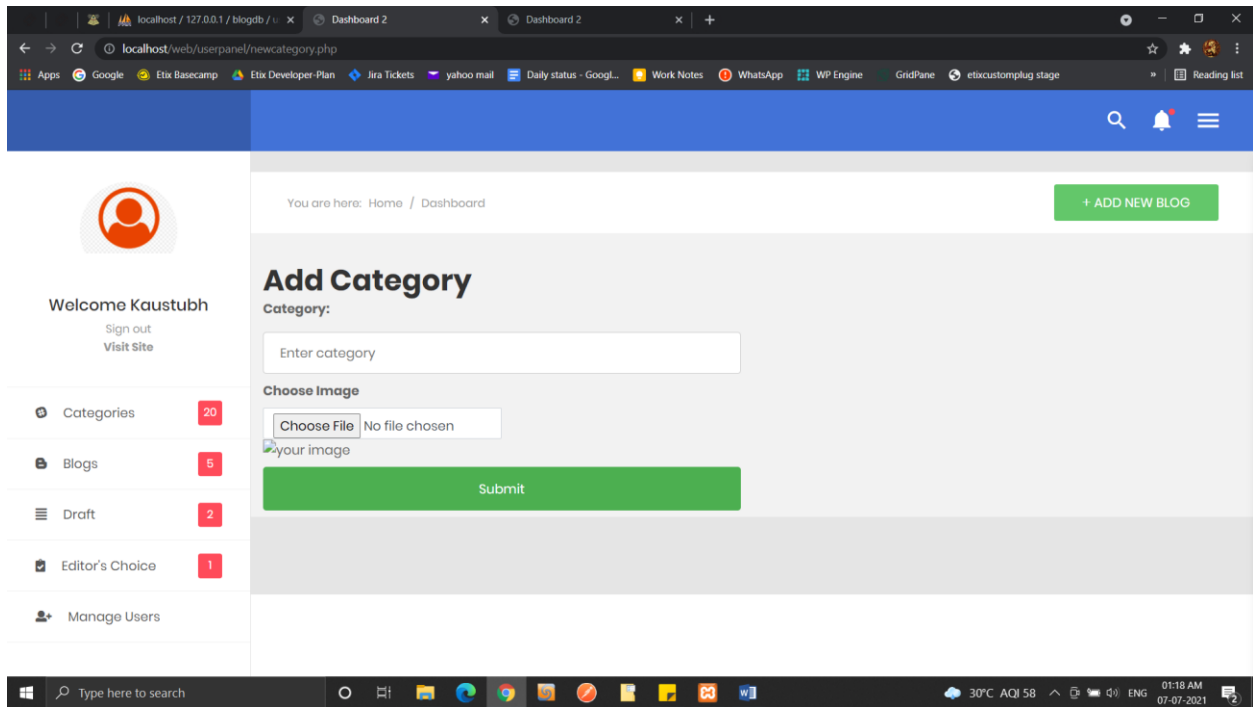 localhost / 127.0.0.1 / blogdb / u
Dashboard 2
Dashboard 2
localhost/web/userpanel/newcategory.php
Apps
Google
Etix Basecamp
Etix Developer-Plan
Jira Tickets
yahoo mail
Daily status - Googl...
Work Notes
WhatsApp
WP Engine
GridPane
etixcustomplug stage
»
Reading list
You are here: Home / Dashboard
+ ADD NEW BLOG
Welcome Kaustubh
Sign out
Visit Site
Categories 20
Blogs 5
Draft 2
Editor's Choice 1
Manage Users
Add Category
Category:
Enter category
Choose Image
Choose File No file chosen
your image
Submit
Type here to search
30°C AQI 58
ENG
01:18 AM
07-07-2021
2